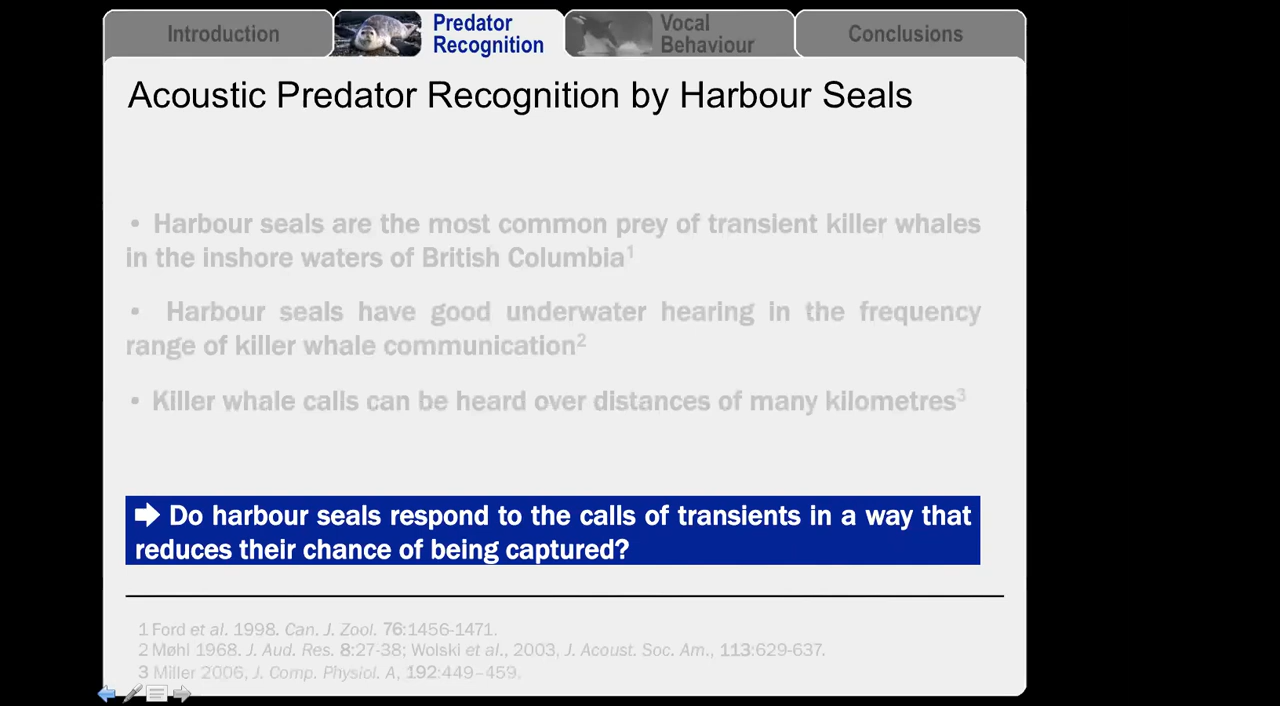 Introduction
Predator
Recognition
Vocal
Behaviour
Conclusions
Acoustic Predator Recognition by Harbour Seals
• Harbour seals are the most common prey of transient killer whales
in the inshore waters of British Columbia1
• Harbour seals have good underwater hearing in the frequency
range of killer whale communication2
• Killer whale calls can be heard over distances of many kilometres3
➡ Do harbour seals respond to the calls of transients in a way that
reduces their chance of being captured?
1 Ford et al. 1998. Can. J. Zool. 76:1456-1471.
2 Møhl 1968. J. Aud. Res. 8:27-38; Wolski et al., 2003, J. Acoust. Soc. Am., 113:629-637.
3 Miller 2006, J. Comp. Physiol. A, 192:449–459.